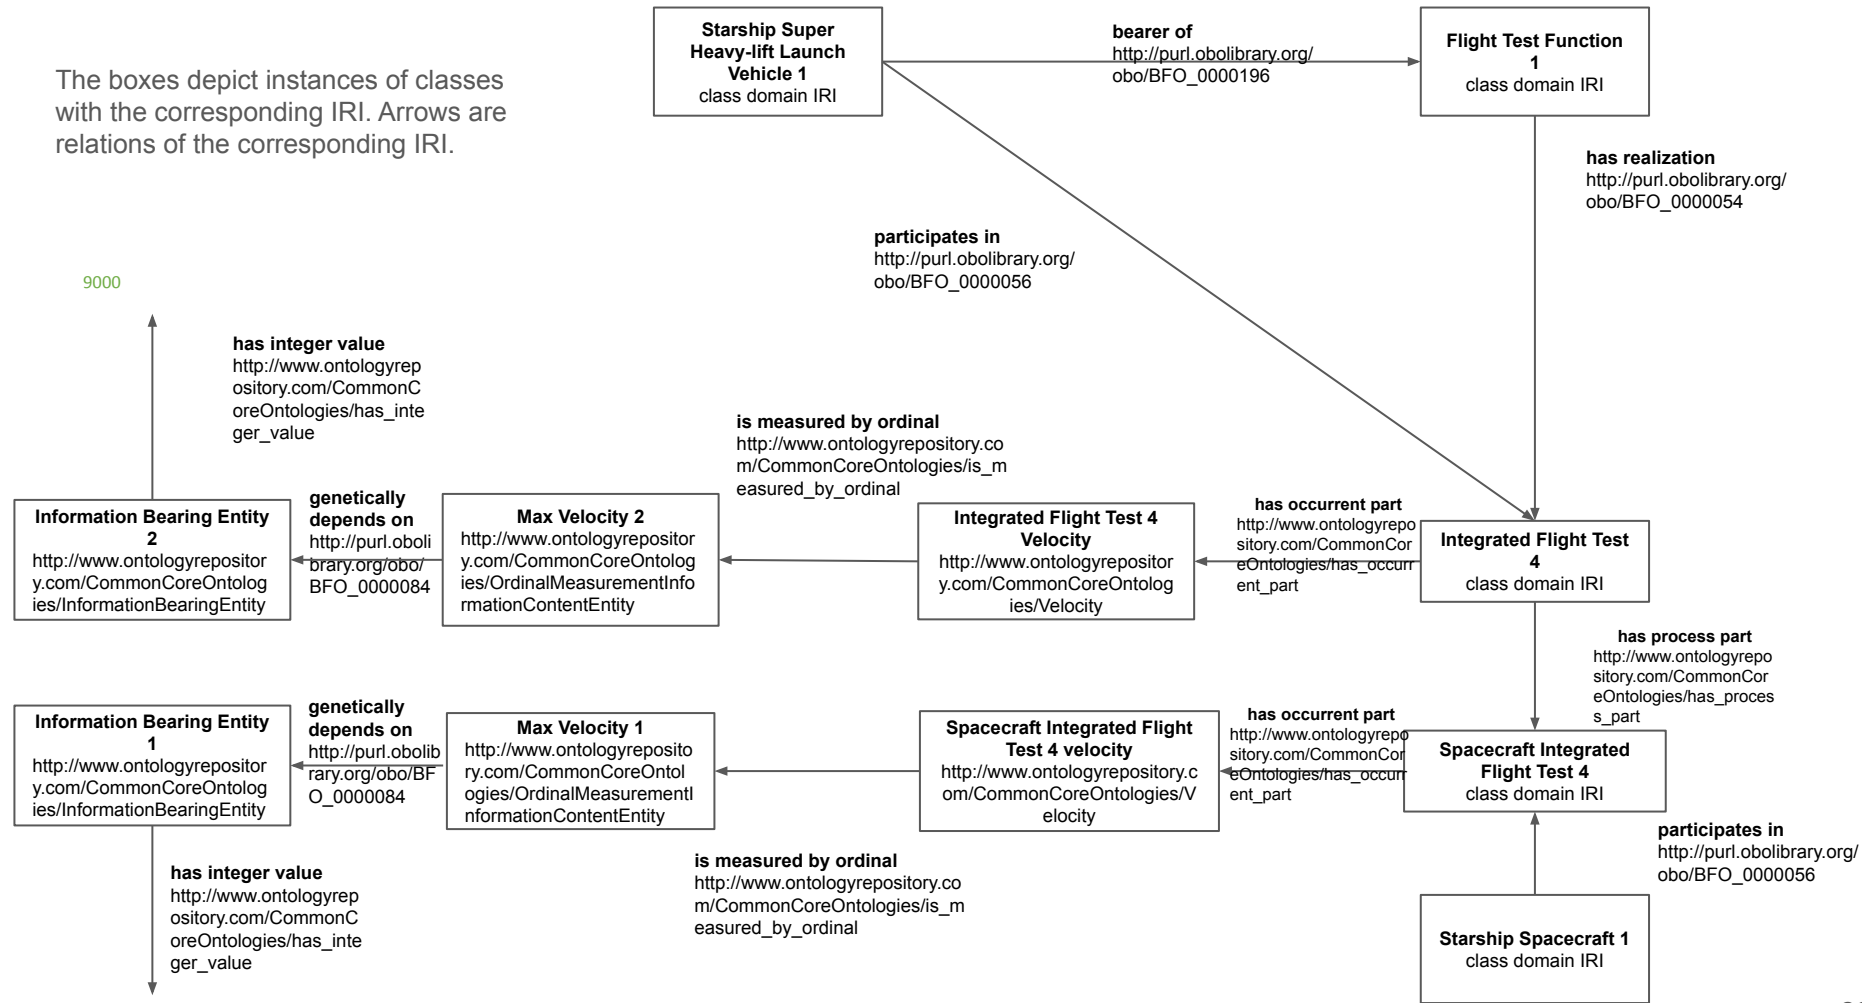 Starship Super
Heavy-lift Launch
Vehicle 1
class domain IRI
bearer of
http://purl.obolibrary.org/
obo/BFO_0000196
Flight Test Function
1
class domain IRI
The boxes depict instances of classes
with the corresponding IRI. Arrows are
relations of the corresponding IRI.
has realization
http://purl.obolibrary.org/
obo/BFO_0000054
participates in
http://purl.obolibrary.org/
obo/BFO_0000056
9000
has integer value
http://www.ontologyrep
ository.com/CommonC
oreOntologies/has_inte
ger_value
is measured by ordinal
http://www.ontologyrepository.co
m/CommonCoreOntologies/is_m
easured_by_ordinal
Information Bearing Entity
2
http://www.ontologyrepositor
y.com/CommonCoreOntolog
ies/InformationBearingEntity
genetically
depends on
http://purl.oboli
brary.org/obo/
BFO_0000084
Max Velocity 2
http://www.ontologyrepositor
y.com/CommonCoreOntolog
ies/OrdinalMeasurementInfo
rmationContentEntity
Integrated Flight Test 4
Velocity
http://www.ontologyrepositor
y.com/CommonCoreOntolog
ies/Velocity
has occurrent part
http://www.ontologyrepo
sitory.com/CommonCor
eOntologies/has_occurr
ent_part
Integrated Flight Test
4
class domain IRI
has process part
http://www.ontologyrepo
sitory.com/CommonCor
eOntologies/has_proces
s_part
Information Bearing Entity
1
http://www.ontologyrepositor
y.com/CommonCoreOntolog
ies/InformationBearingEntity
genetically
depends on
http://purl.obolib
rary.org/obo/BF
O_0000084
Max Velocity 1
http://www.ontologyreposito
ry.com/CommonCoreOntol
ogies/OrdinalMeasurementI
nformationContentEntity
Spacecraft Integrated Flight
Test 4 velocity
http://www.ontologyrepository.c
om/CommonCoreOntologies/V
elocity
has occurrent part
http://www.ontologyrepo
sitory.com/CommonCor
eOntologies/has_occurr
ent_part
Spacecraft Integrated
Flight Test 4
class domain IRI
participates in
http://purl.obolibrary.org/
obo/BFO_0000056
has integer value
http://www.ontologyrep
ository.com/CommonC
oreOntologies/has_inte
ger_value
is measured by ordinal
http://www.ontologyrepository.co
m/CommonCoreOntologies/is_m
easured_by_ordinal
Starship Spacecraft 1
class domain IRI